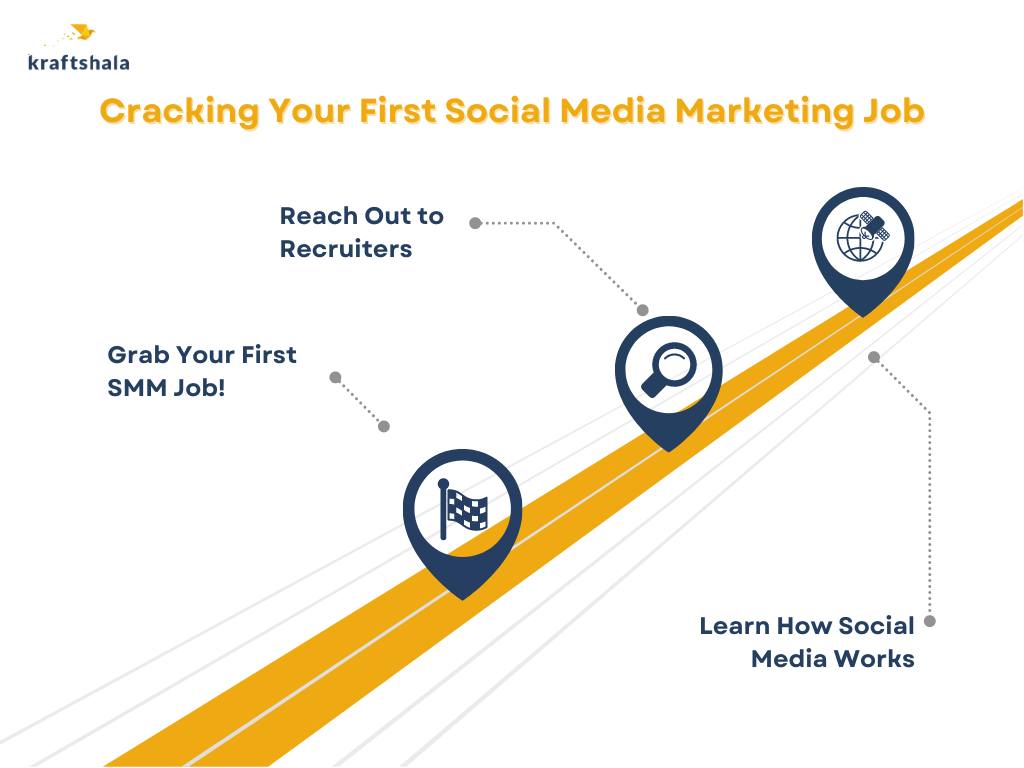 kraftshala
Cracking Your First Social Media Marketing Job
Reach Out to
Recruiters
Grab Your First
SMM Job!
Learn How Social
Media Works